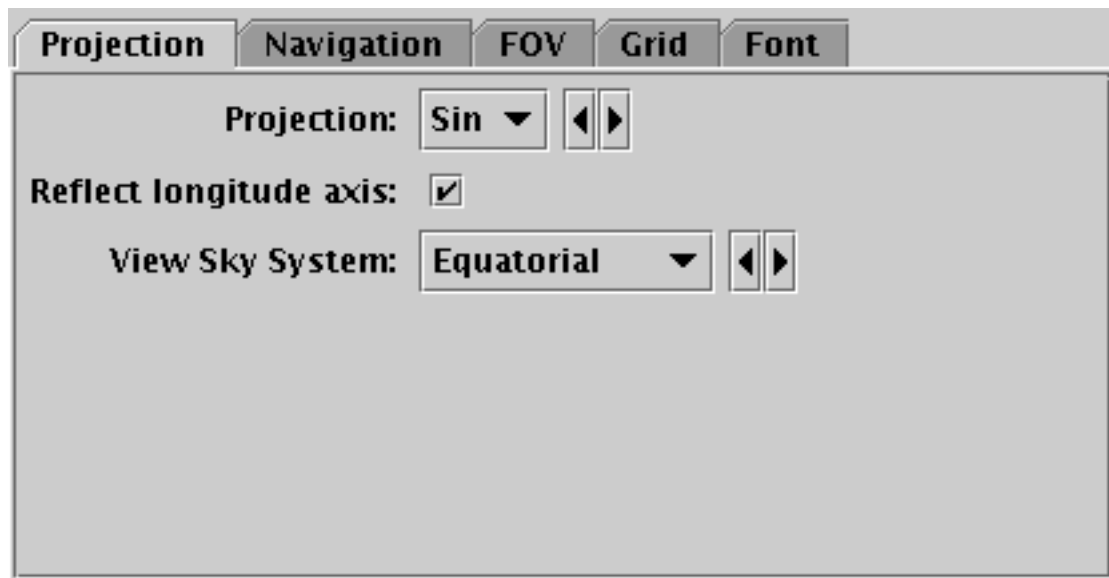 Projection Navigation FOV Grid Font
Projection: Sin
Reflect longitude axis:
View Sky System: Equatorial